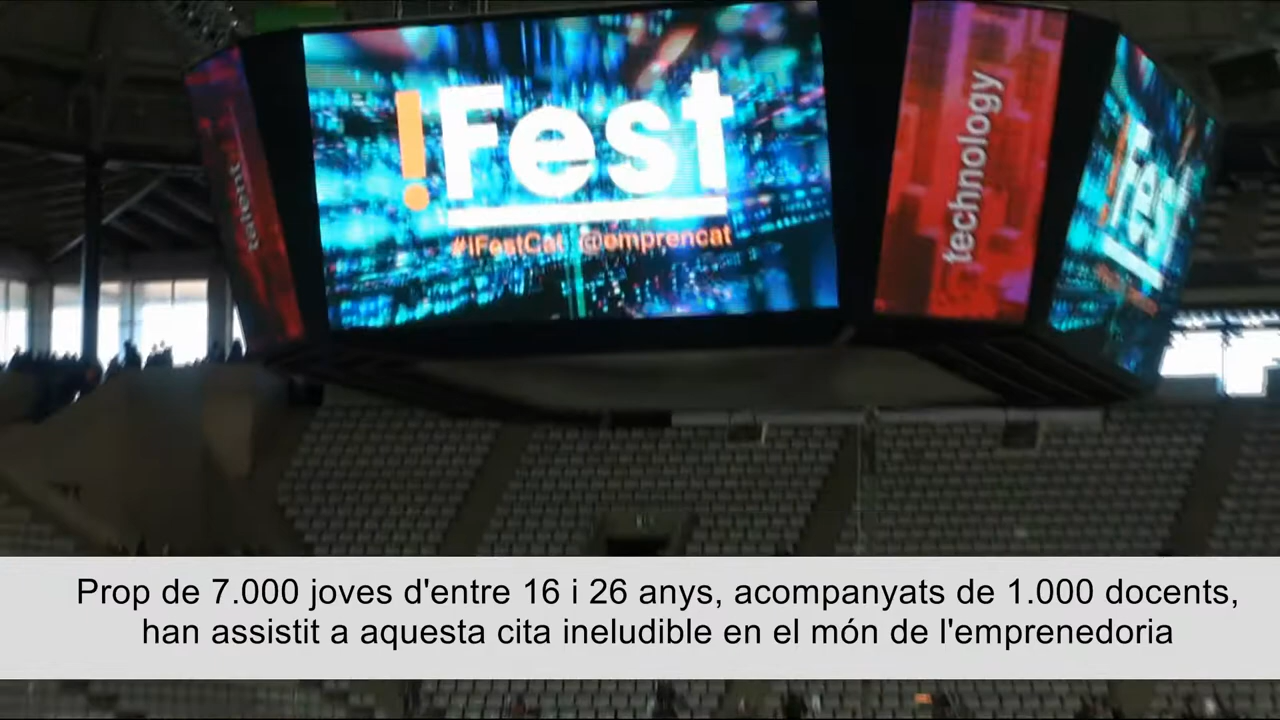 !Fest
#IFestCat @emprencat
talent
technology
!Fest
Prop de 7.000 joves d'entre 16 i 26 anys, acompanyats de 1.000 docents,
han assistit a aquesta cita ineludible en el món de l'emprenedoria